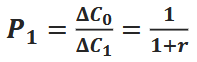 P₁ = ΔC₀/ΔC₁ = 1/1+r